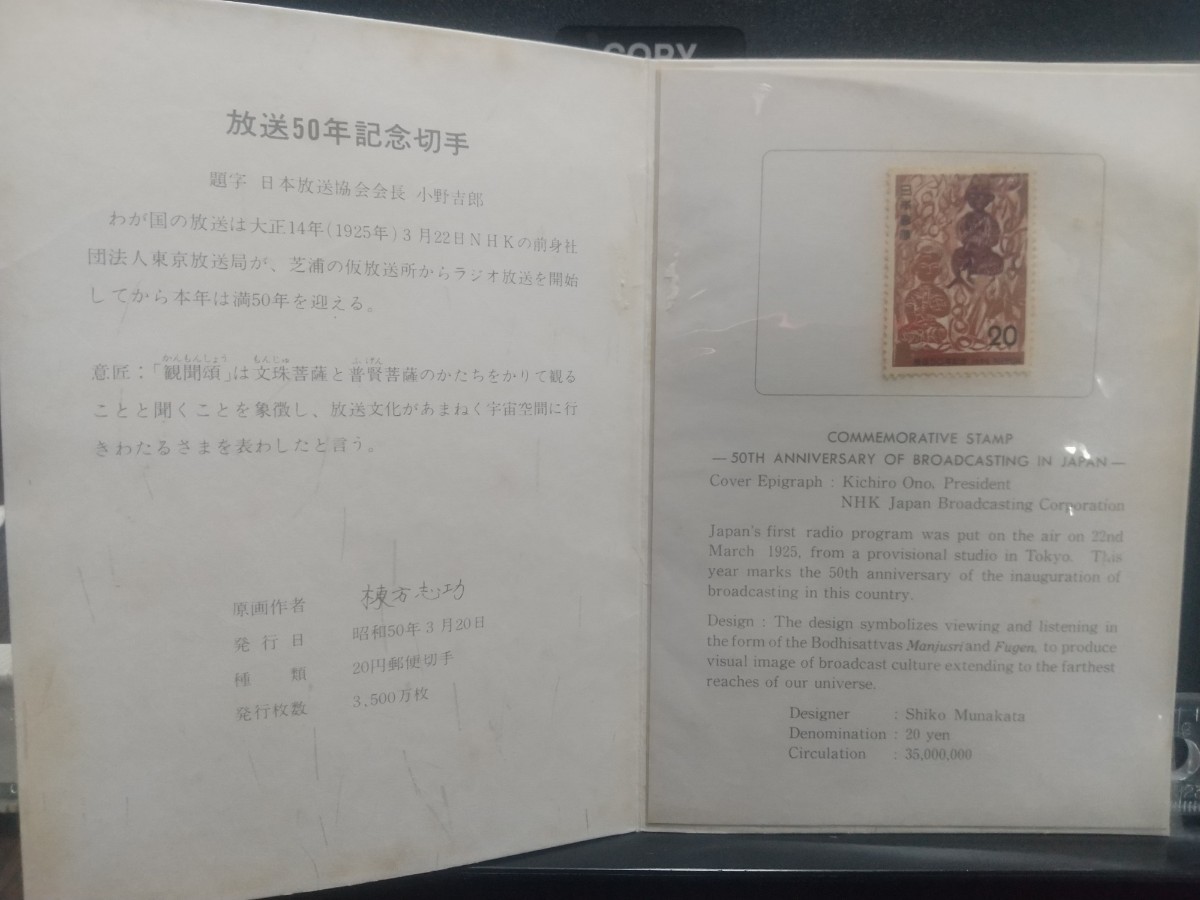 COPY
放送50年記念切手
題字 日本放送協会会長 小野吉郎
わが国の放送は大正14年(1925年)3月22日NHKの前身社
団法人東京放送局が、芝浦の仮放送所からラジオ放送を開始
してから本年は満50年を迎える。
かんもんしょう もんじゅ ふげん
意匠:「観聞頌」は文珠菩薩と普賢菩薩のかたちをかりて観る
ことと聞くことを象徴し、放送文化があまねく宇宙空間に行
きわたるさまを表わしたと言う。
原画作者 棟方志功
発行日 昭和50年3月20日
種類 20円郵便切手
発行枚数 3,500万枚
日本郵便
20
COMMEMORATIVE STAMP
— 50TH ANNIVERSARY OF BROADCASTING IN JAPAN —
Cover Epigraph : Kichiro Ono, President
NHK Japan Broadcasting Corporation
Japan's first radio program was put on the air on 22nd
March 1925, from a provisional studio in Tokyo. This
year marks the 50th anniversary of the inauguration of
broadcasting in this country.
Design : The design symbolizes viewing and listening in
the form of the Bodhisattvas Manjusri and Fugen, to produce
visual image of broadcast culture extending to the farthest
reaches of our universe.
Designer : Shiko Munakata
Denomination : 20 yen
Circulation : 35,000,000